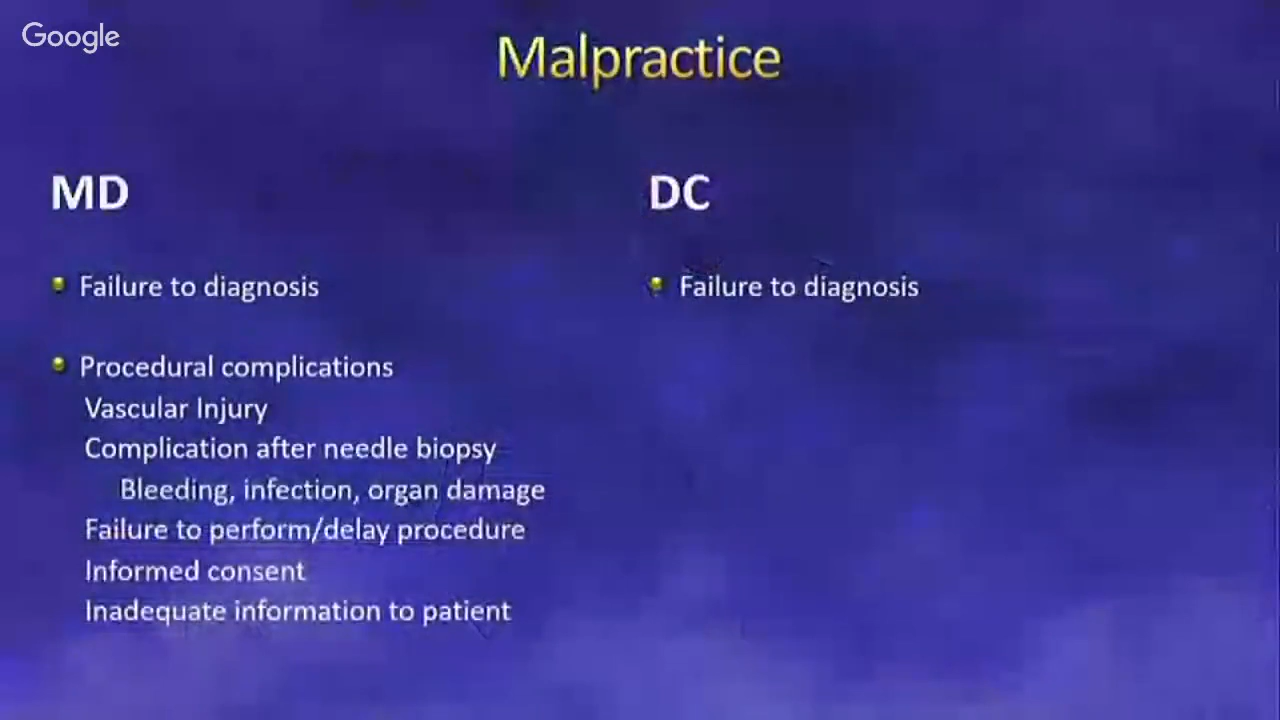 Google
Malpractice
MD
Failure to diagnosis
Procedural complications
Vascular Injury
Complication after needle biopsy
Bleeding, infection, organ damage
Failure to perform/delay procedure
Informed consent
Inadequate information to patient
DC
Failure to diagnosis